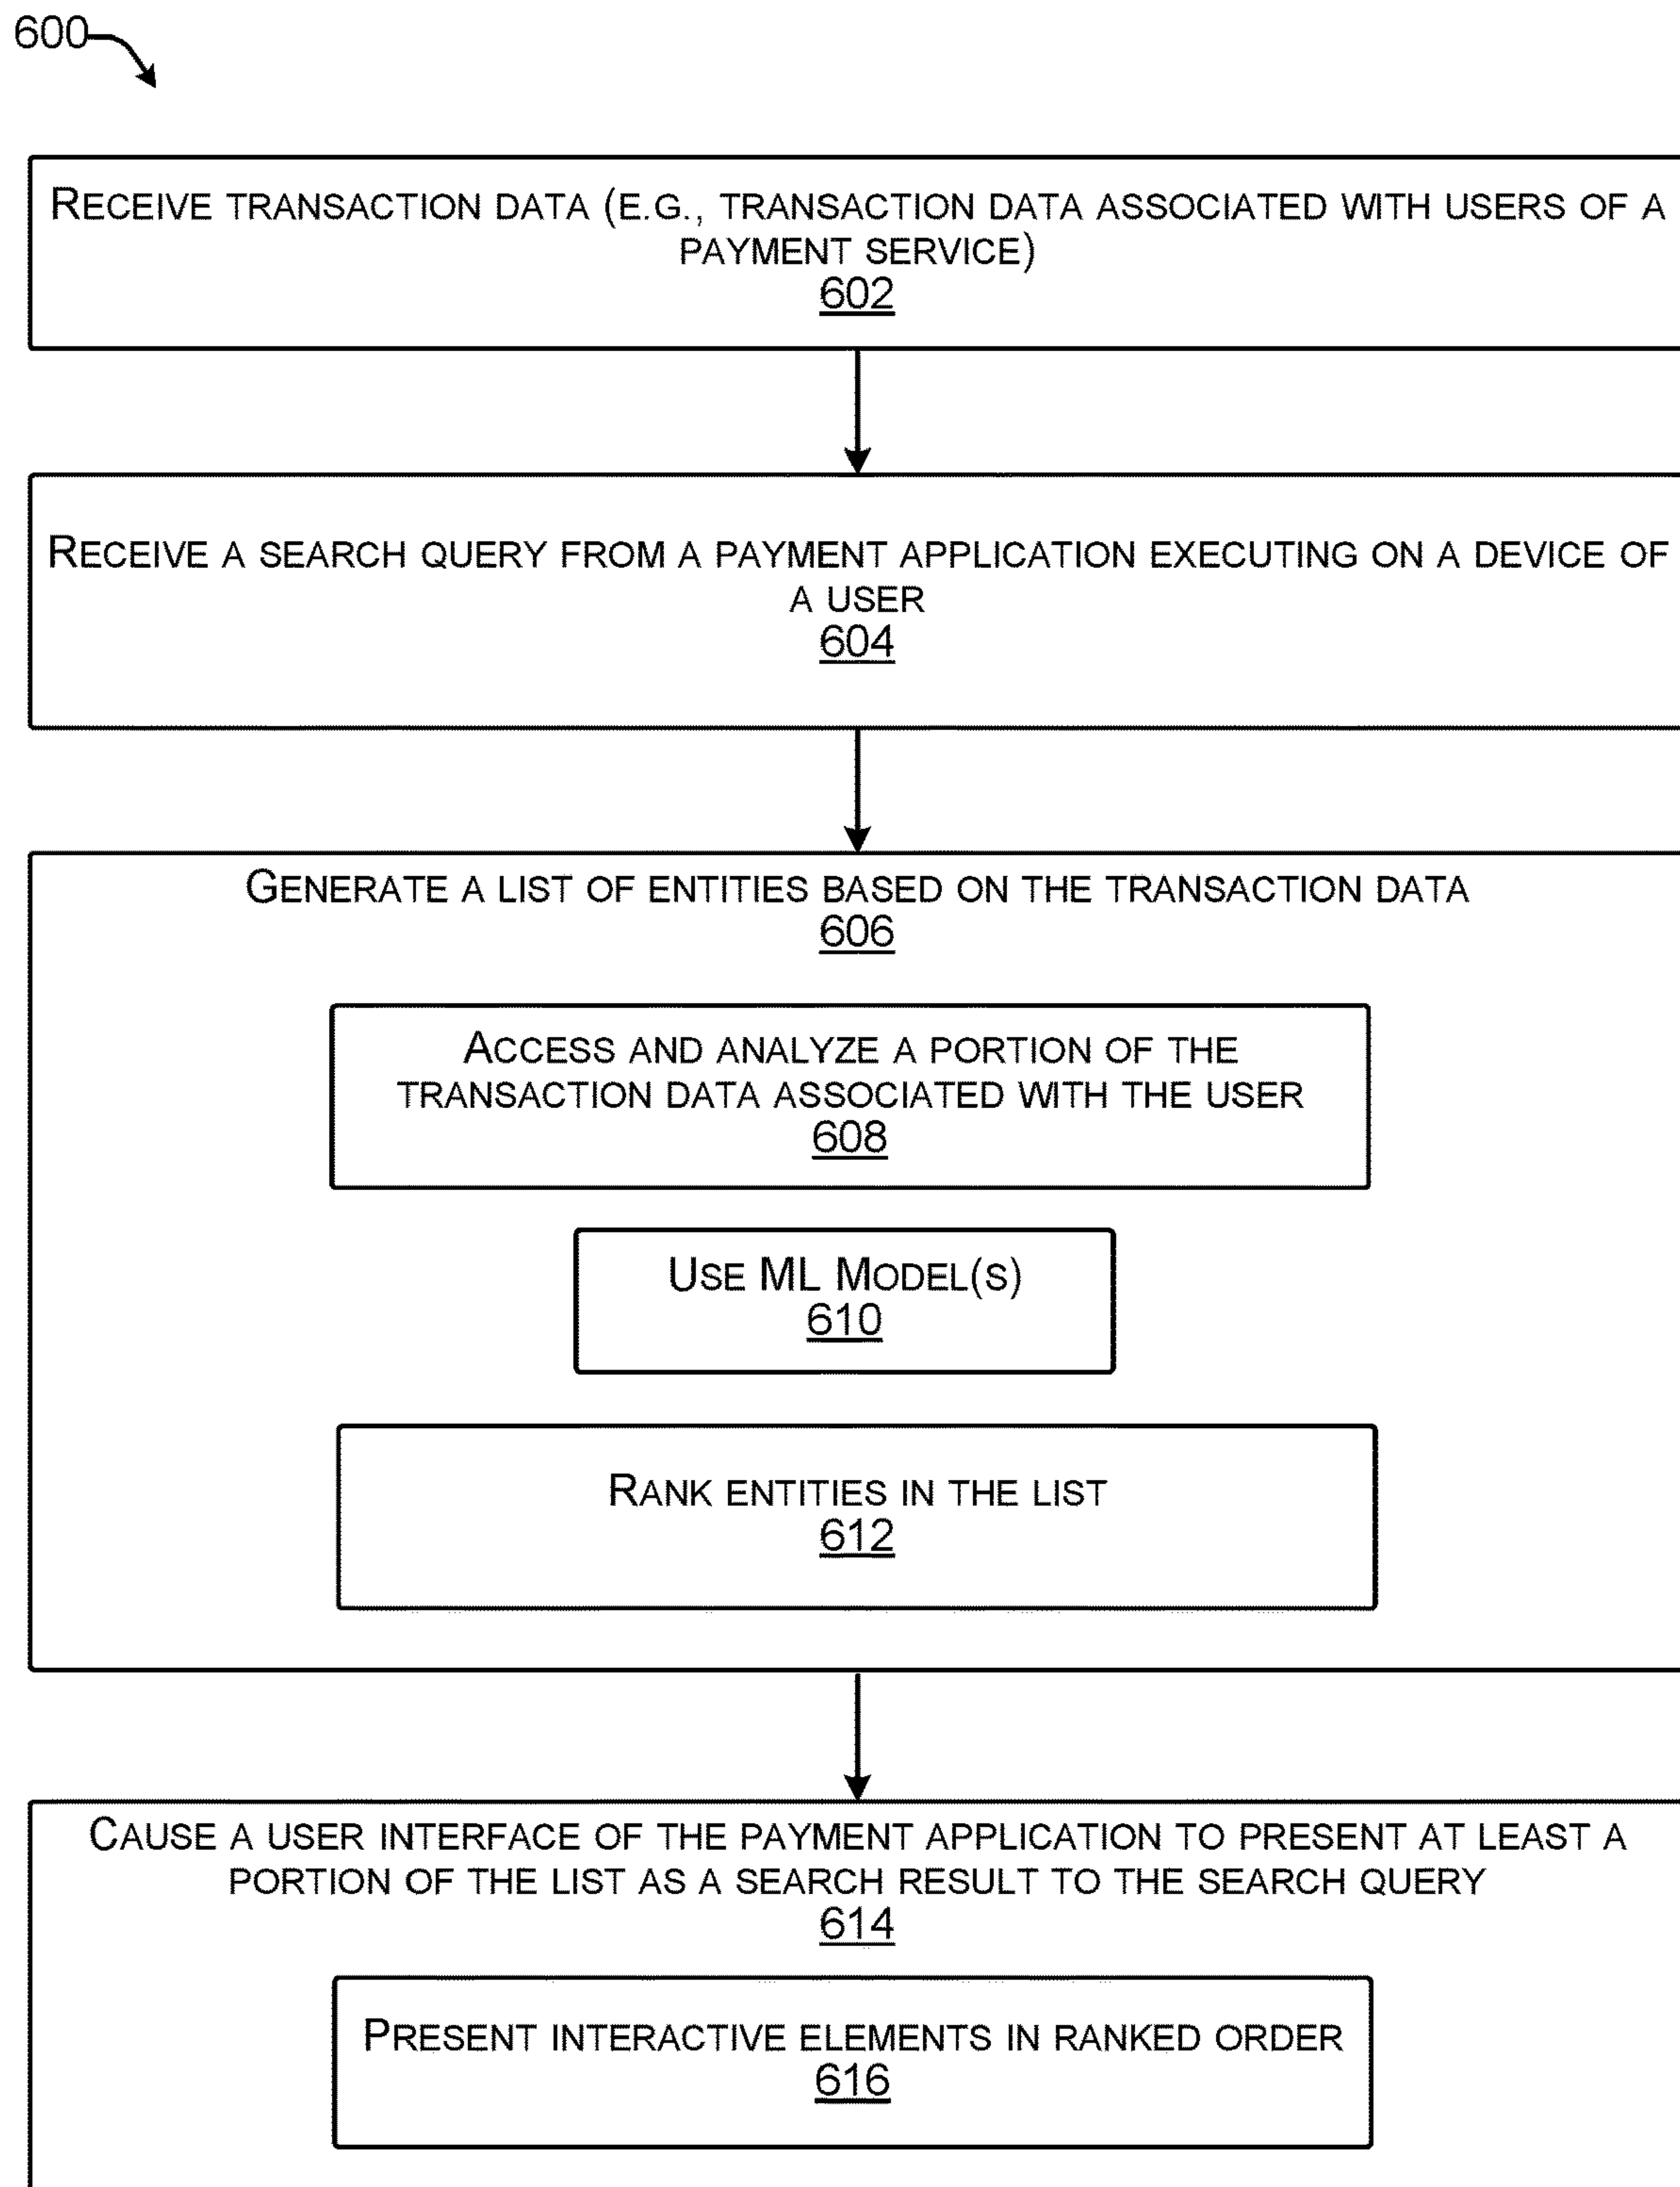 600
RECEIVE TRANSACTION DATA (E.G., TRANSACTION DATA ASSOCIATED WITH USERS OF A
PAYMENT SERVICE)
602
RECEIVE A SEARCH QUERY FROM A PAYMENT APPLICATION EXECUTING ON A DEVICE OF
A USER
604
GENERATE A LIST OF ENTITIES BASED ON THE TRANSACTION DATA
606
ACCESS AND ANALYZE A PORTION OF THE
TRANSACTION DATA ASSOCIATED WITH THE USER
608
USE ML MODEL(S)
610
RANK ENTITIES IN THE LIST
612
CAUSE A USER INTERFACE OF THE PAYMENT APPLICATION TO PRESENT AT LEAST A
PORTION OF THE LIST AS A SEARCH RESULT TO THE SEARCH QUERY
614
PRESENT INTERACTIVE ELEMENTS IN RANKED ORDER
616